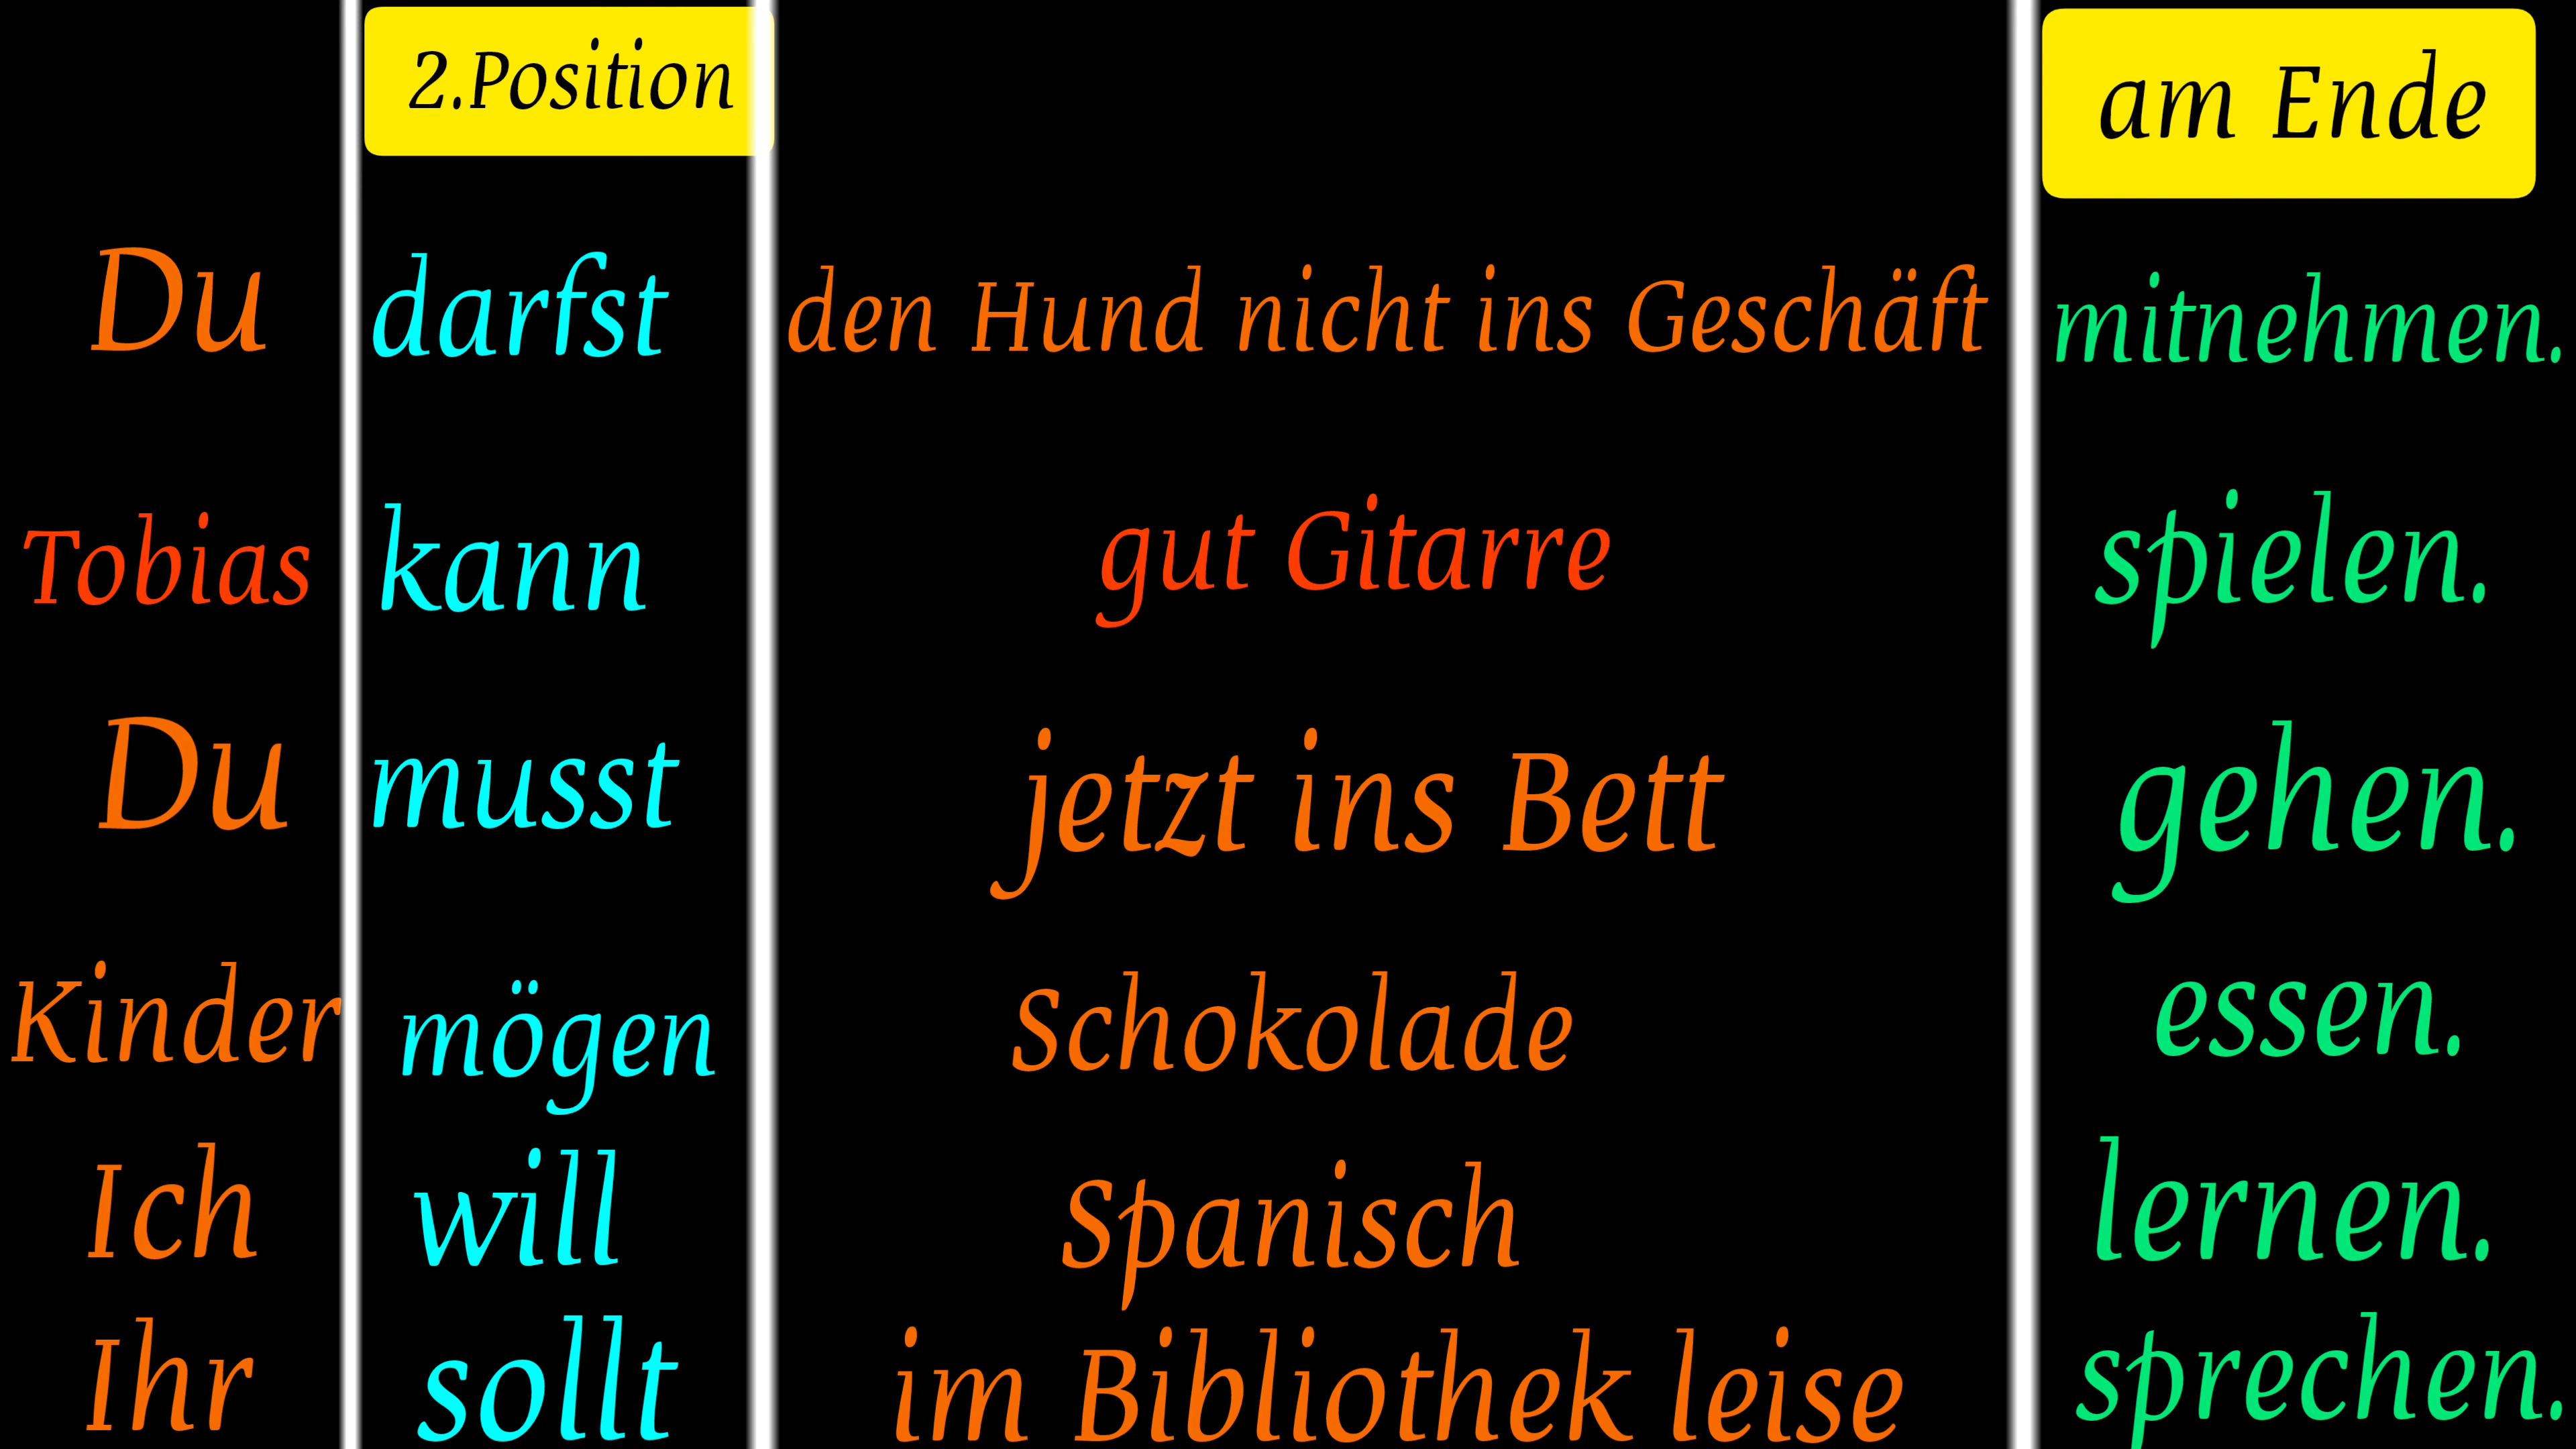 2.Position am Ende
Du darfst den Hund nicht ins Geschäft mitnehmen.
Tobias kann gut Gitarre spielen.
Du musst jetzt ins Bett gehen.
Kinder mögen Schokolade essen.
Ich will Spanisch lernen.
Ihr sollt im Bibliothek leise sprechen.